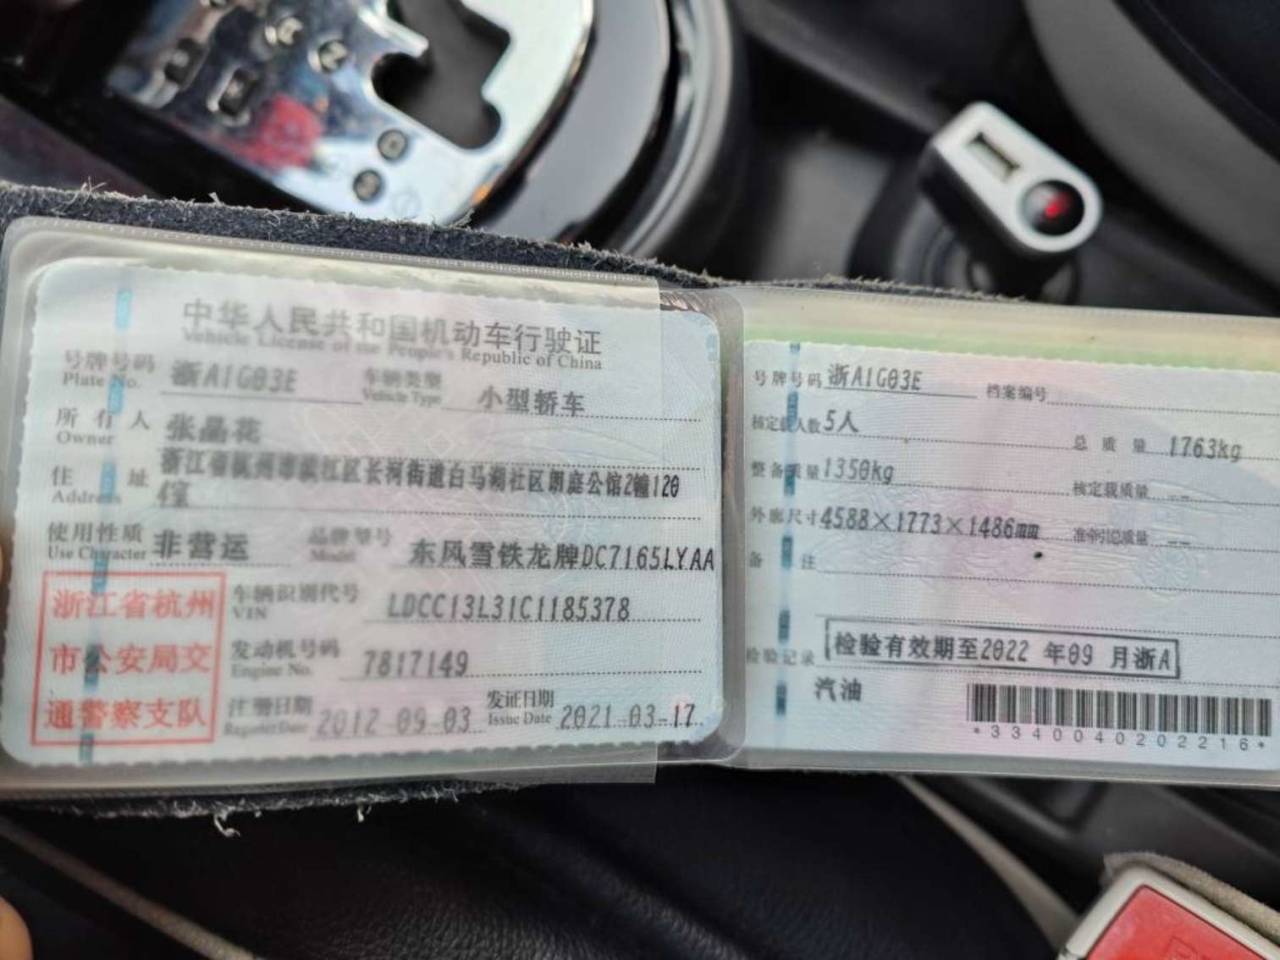 中华人民共和国机动车行驶证
Vehicle License of the People's Republic of China
号牌号码 浙A1G03E 车辆类型 小型轿车
Plate No. Vehicle Type
所有人 张晶花
Owner
住址 浙江省杭州市滨江区长河街道白马湖社区朗庭公馆2幢120
Address 室
使用性质 非营运 品牌型号 东风雪铁龙牌DC7165LYAA
Use Character Model
浙江省杭州
市公安局交
通警察支队
车辆识别代号 LDCC13L31C1185378
VIN
发动机号码 7817149
Engine No.
注册日期 2012-09-03 发证日期 2021-03-17
Register Date Issue Date
号牌号码 浙A1G03E 档案编号
核定载人数 5人 总质量 1763kg
整备质量 1350kg 核定载质量 --
外廓尺寸 4588×1773×1486mm 准牵引总质量 --
备注
检验记录 检验有效期至2022 年09 月浙A
汽油
*3340040202216*